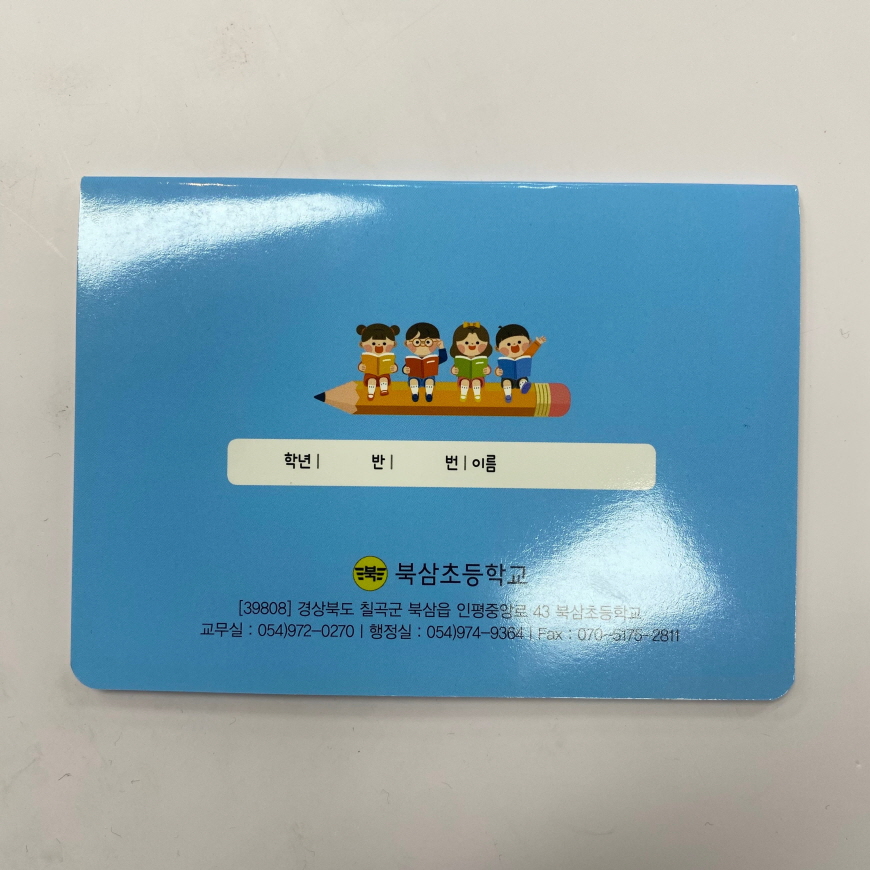 학년 | 반 | 번 | 이름
북 북삼초등학교
[39808] 경상북도 칠곡군 북삼읍 인평중앙로 43 북삼초등학교
교무실 : 054)972-0270 | 행정실 : 054)974-9364 | Fax : 070-5175-2811